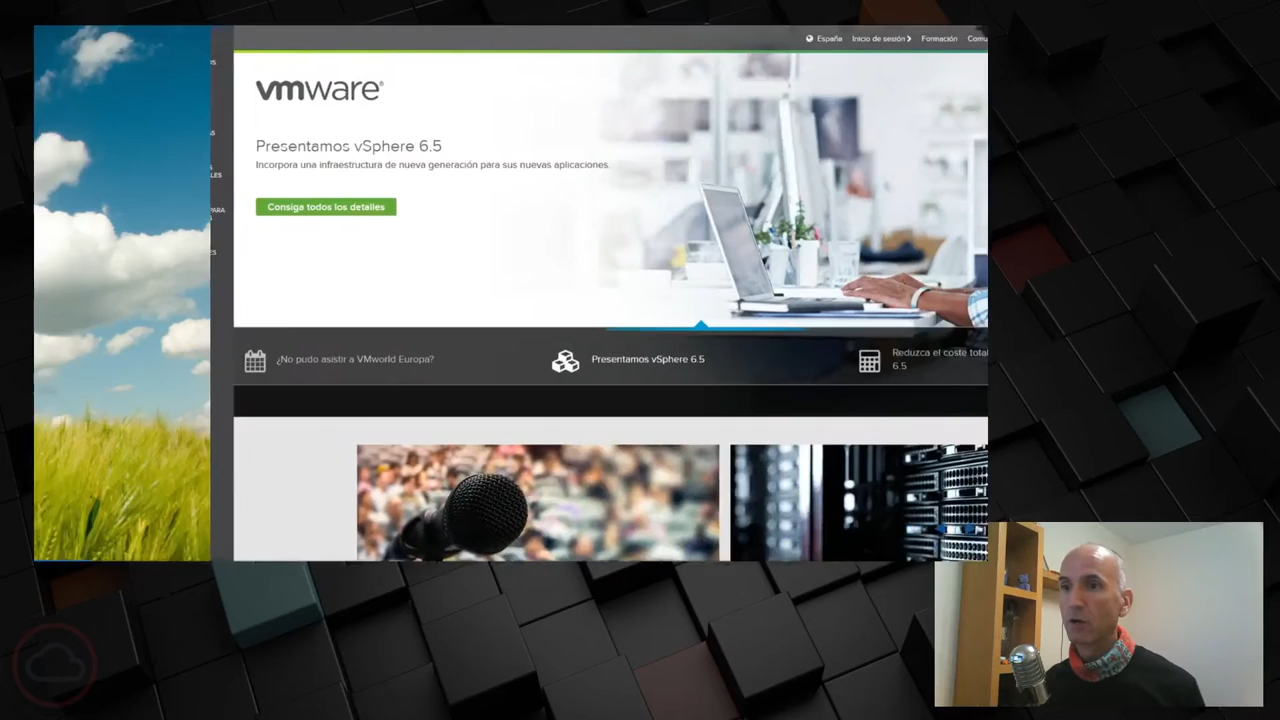 España Inicio de sesión Formación
vmware
Presentamos vSphere 6.5
Incorpora una infraestructura de nueva generación para sus nuevas aplicaciones.
Consiga todos los detalles
¿No pudo asistir a VMworld Europa?
Presentamos vSphere 6.5
Reduzca el coste total
6.5